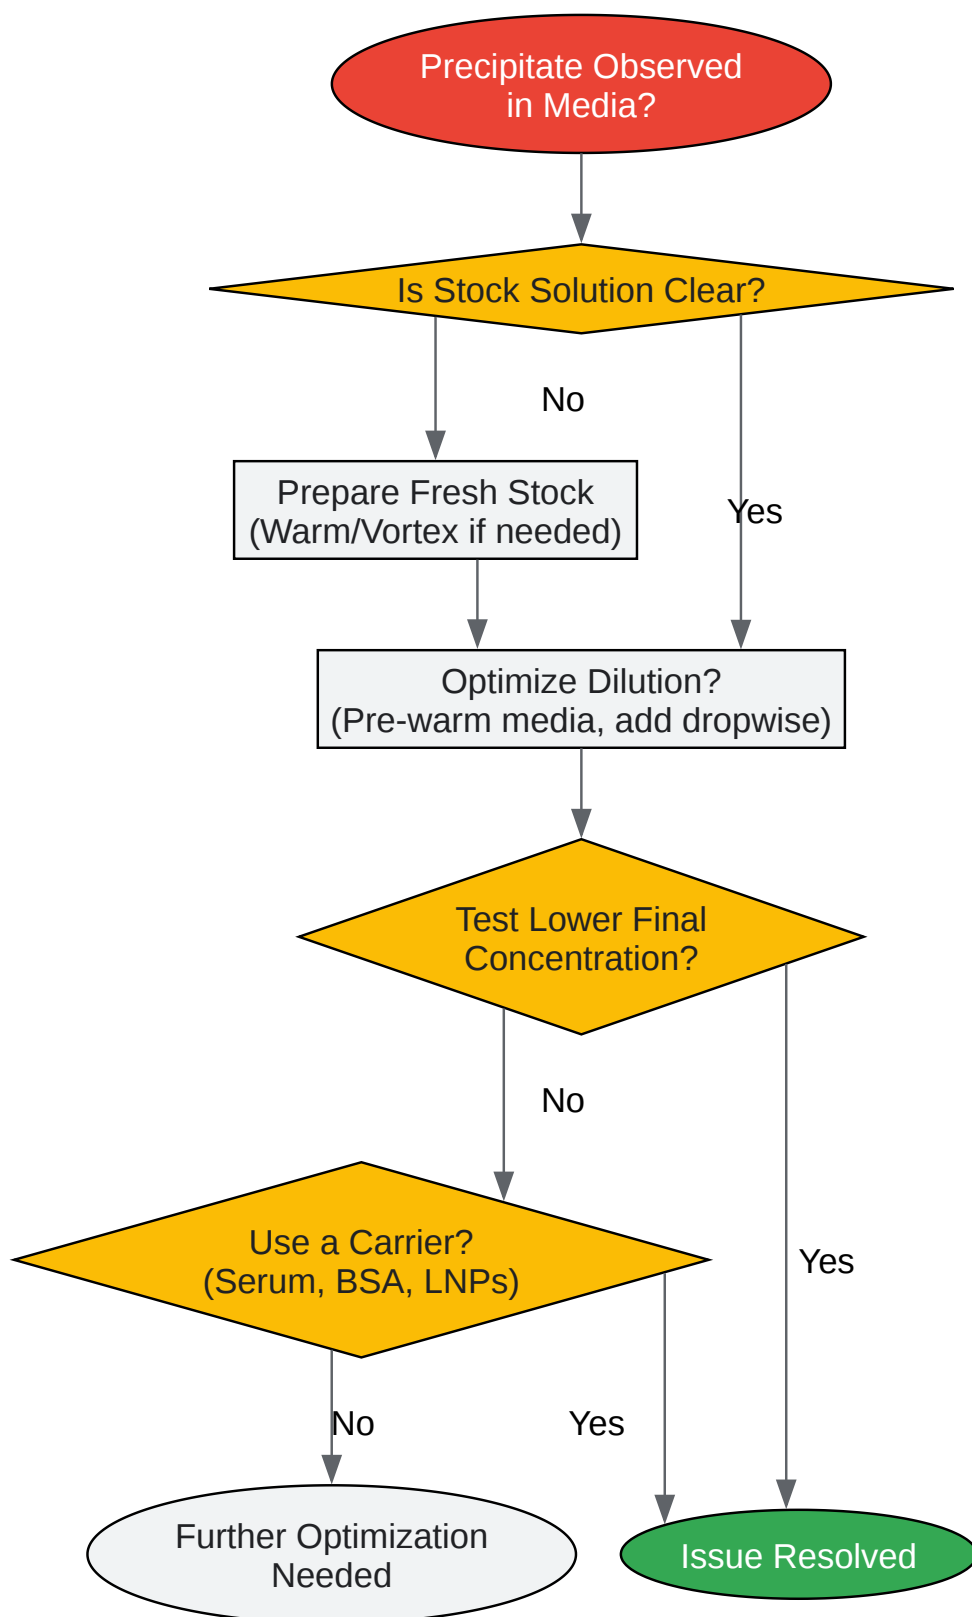 Precipitate Observed
in Media?
Is Stock Solution Clear?
No
Prepare Fresh Stock
(Warm/Vortex if needed)
Yes
Optimize Dilution?
(Pre-warm media, add dropwise)
Test Lower Final
Concentration?
No
Use a Carrier?
(Serum, BSA, LNPs)
Yes
No
Yes
Further Optimization
Needed
Issue Resolved